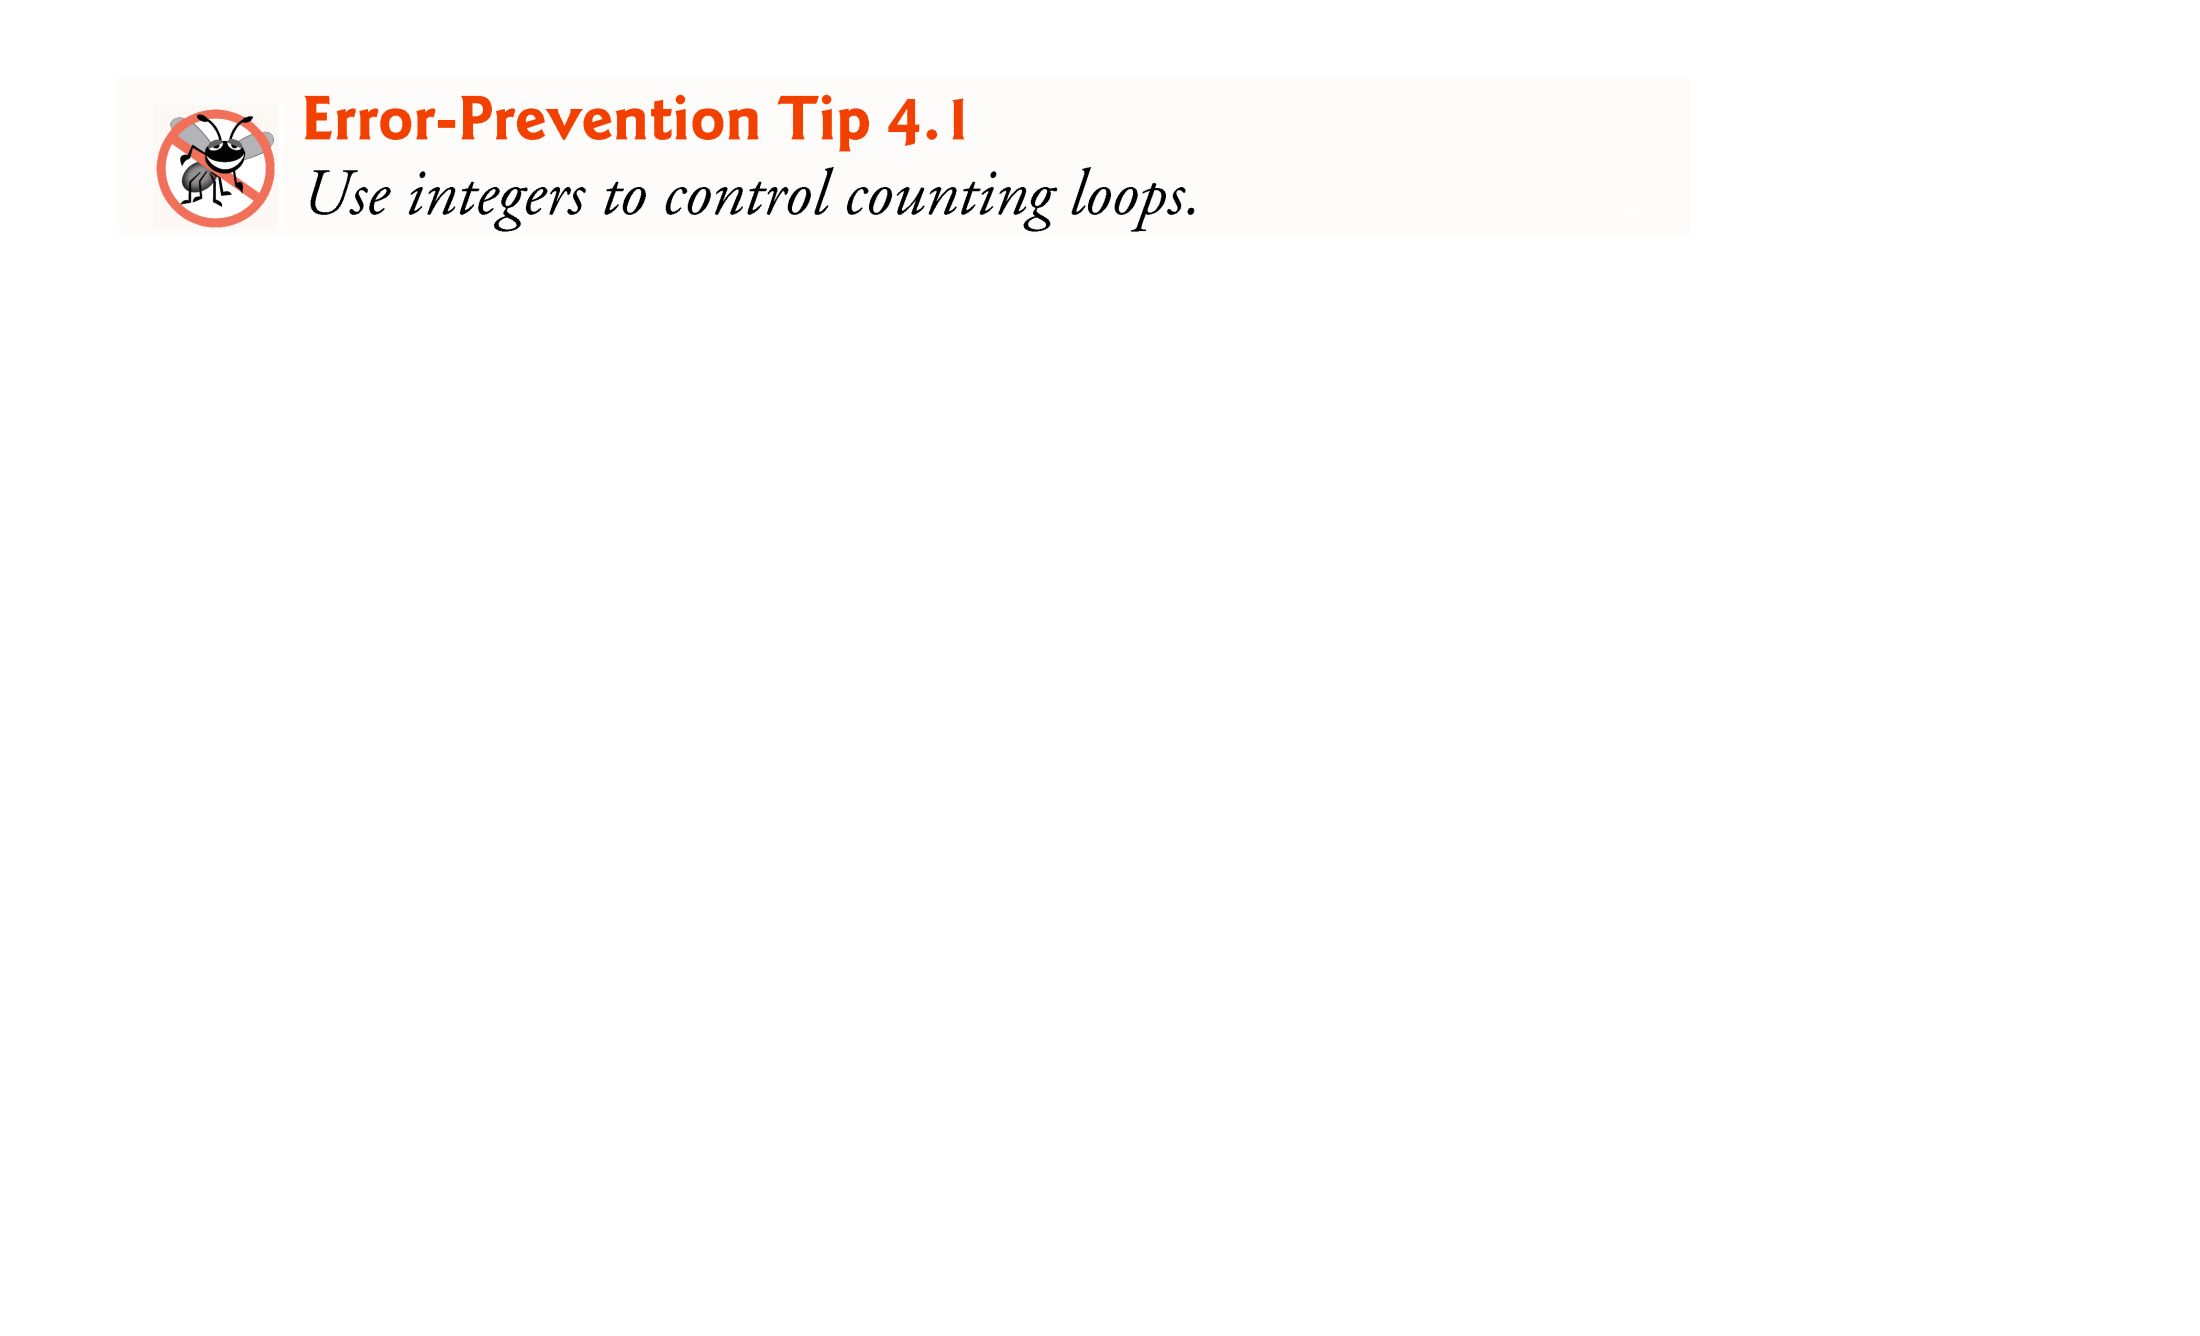 Error-Prevention Tip 4.1
Use integers to control counting loops.